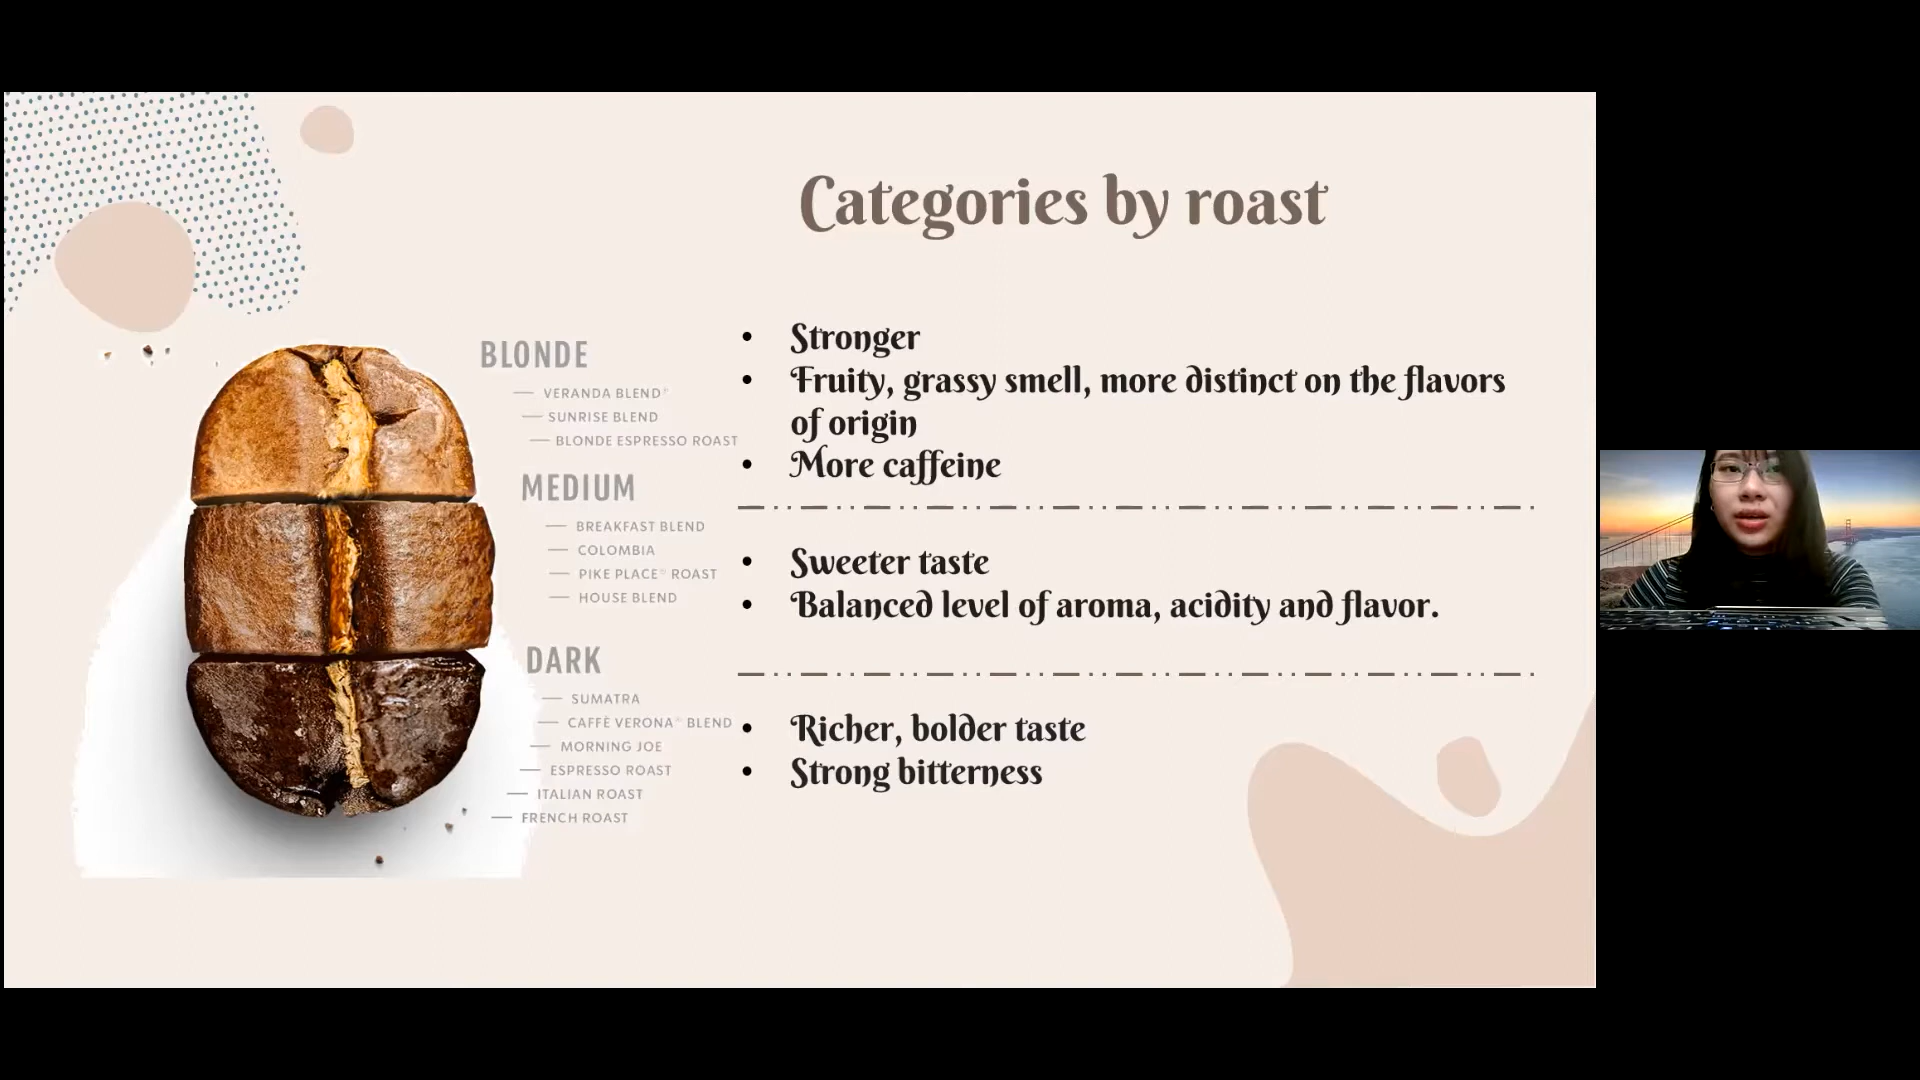 Categories by roast
BLONDE
VERANDA BLEND®
SUNRISE BLEND
BLONDE ESPRESSO ROAST
• Stronger
• Fruity, grassy smell, more distinct on the flavors
of origin
• More caffeine
MEDIUM
BREAKFAST BLEND
COLOMBIA
PIKE PLACE® ROAST
HOUSE BLEND
• Sweeter taste
• Balanced level of aroma, acidity and flavor.
DARK
SUMATRA
CAFFÈ VERONA® BLEND
MORNING JOE
ESPRESSO ROAST
ITALIAN ROAST
FRENCH ROAST
• Richer, bolder taste
• Strong bitterness